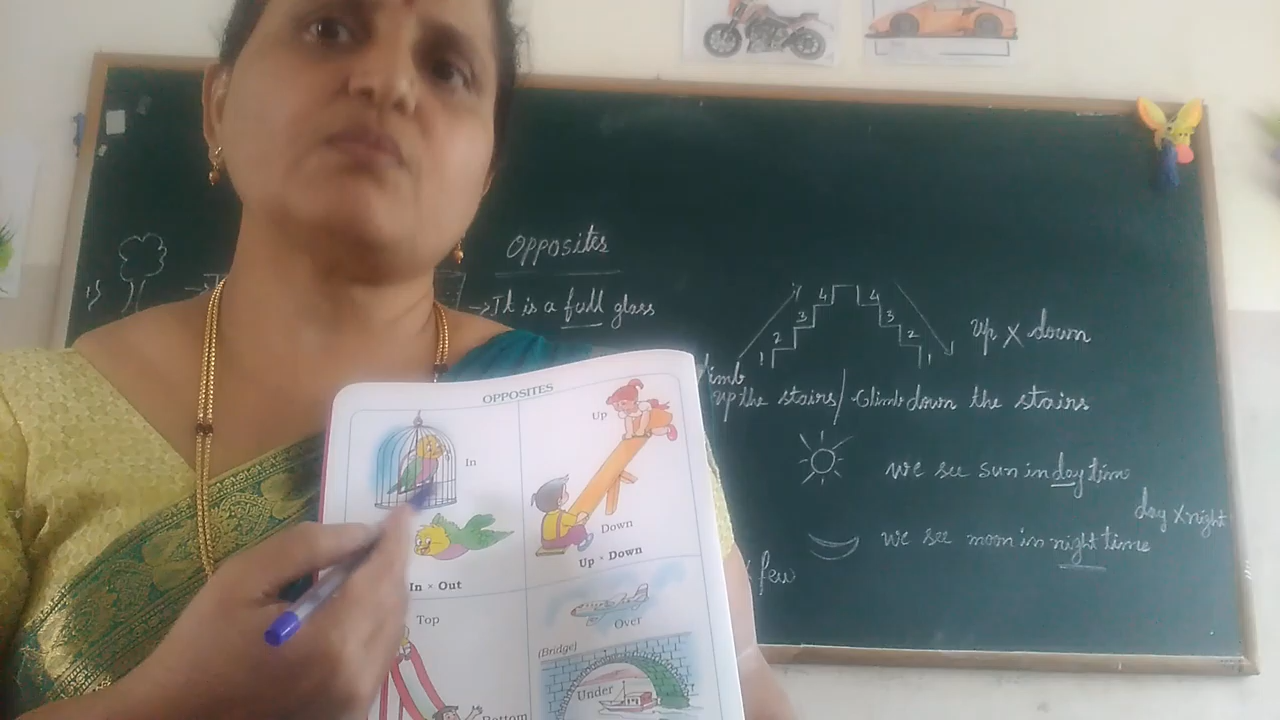 OPPOSITES
It is a full glass
1 2 3 4 4 3 2 1
up × down
up the stairs / Climb down the stairs
we see sun in day time
day × night
we see moon in night time
few
OPPOSITES
In
In × Out
Up
Down
Up × Down
Top
Bottom
Over
(Bridge)
Under